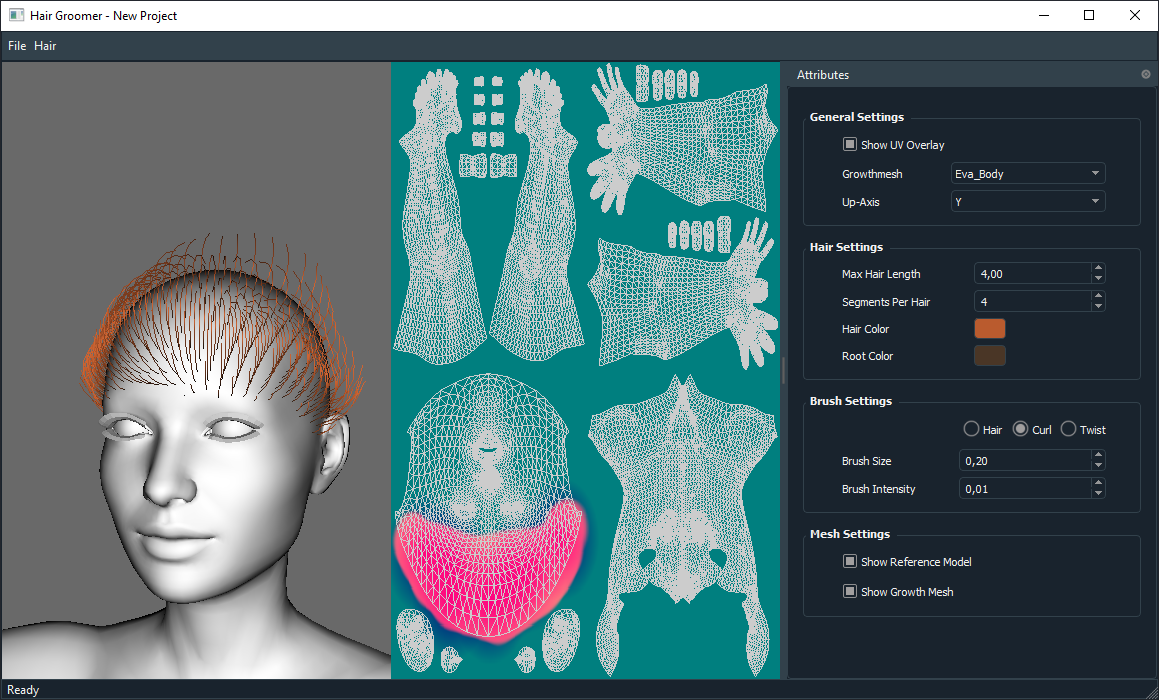 Hair Groomer - New Project
File Hair
Attributes
General Settings
Show UV Overlay
Growthmesh Eva_Body
Up-Axis Y
Hair Settings
Max Hair Length 4,00
Segments Per Hair 4
Hair Color
Root Color
Brush Settings
Hair Curl Twist
Brush Size 0,20
Brush Intensity 0,01
Mesh Settings
Show Reference Model
Show Growth Mesh
Ready